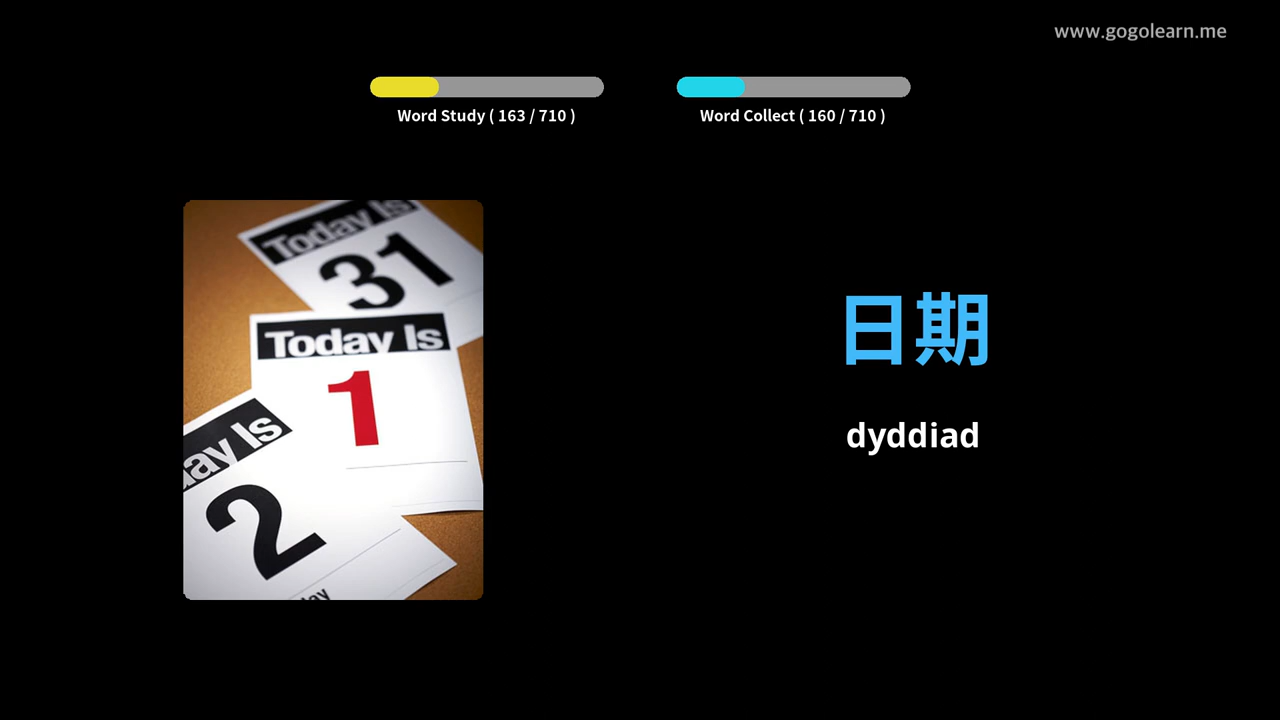 www.gogolearn.me
Word Study ( 163 / 710 )
Word Collect ( 160 / 710 )
Today Is
31
Today Is
1
day Is
2
日期
dyddiad